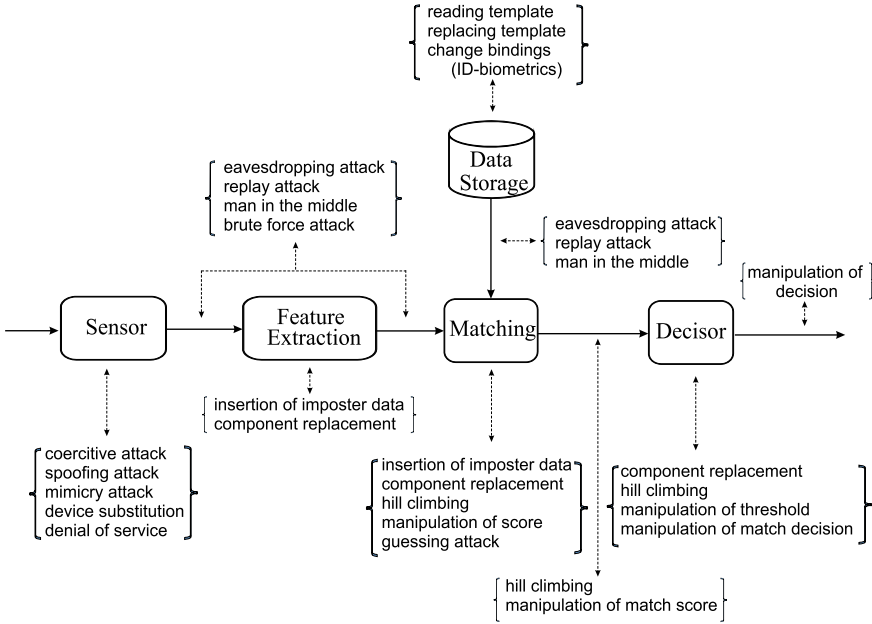 reading template
replacing template
change bindings
(ID-biometrics)
Data
Storage
eavesdropping attack
replay attack
man in the middle
brute force attack
eavesdropping attack
replay attack
man in the middle
manipulation of
decision
Sensor
Feature
Extraction
Matching
Decisor
insertion of imposter data
component replacement
coercitive attack
spoofing attack
mimicry attack
device substitution
denial of service
insertion of imposter data
component replacement
hill climbing
manipulation of score
guessing attack
component replacement
hill climbing
manipulation of threshold
manipulation of match decision
hill climbing
manipulation of match score